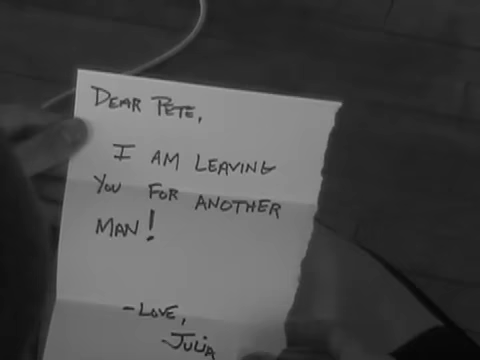 DEAR PETE,
I AM LEAVING
YOU FOR ANOTHER
MAN!
-LOVE,
-JULIA